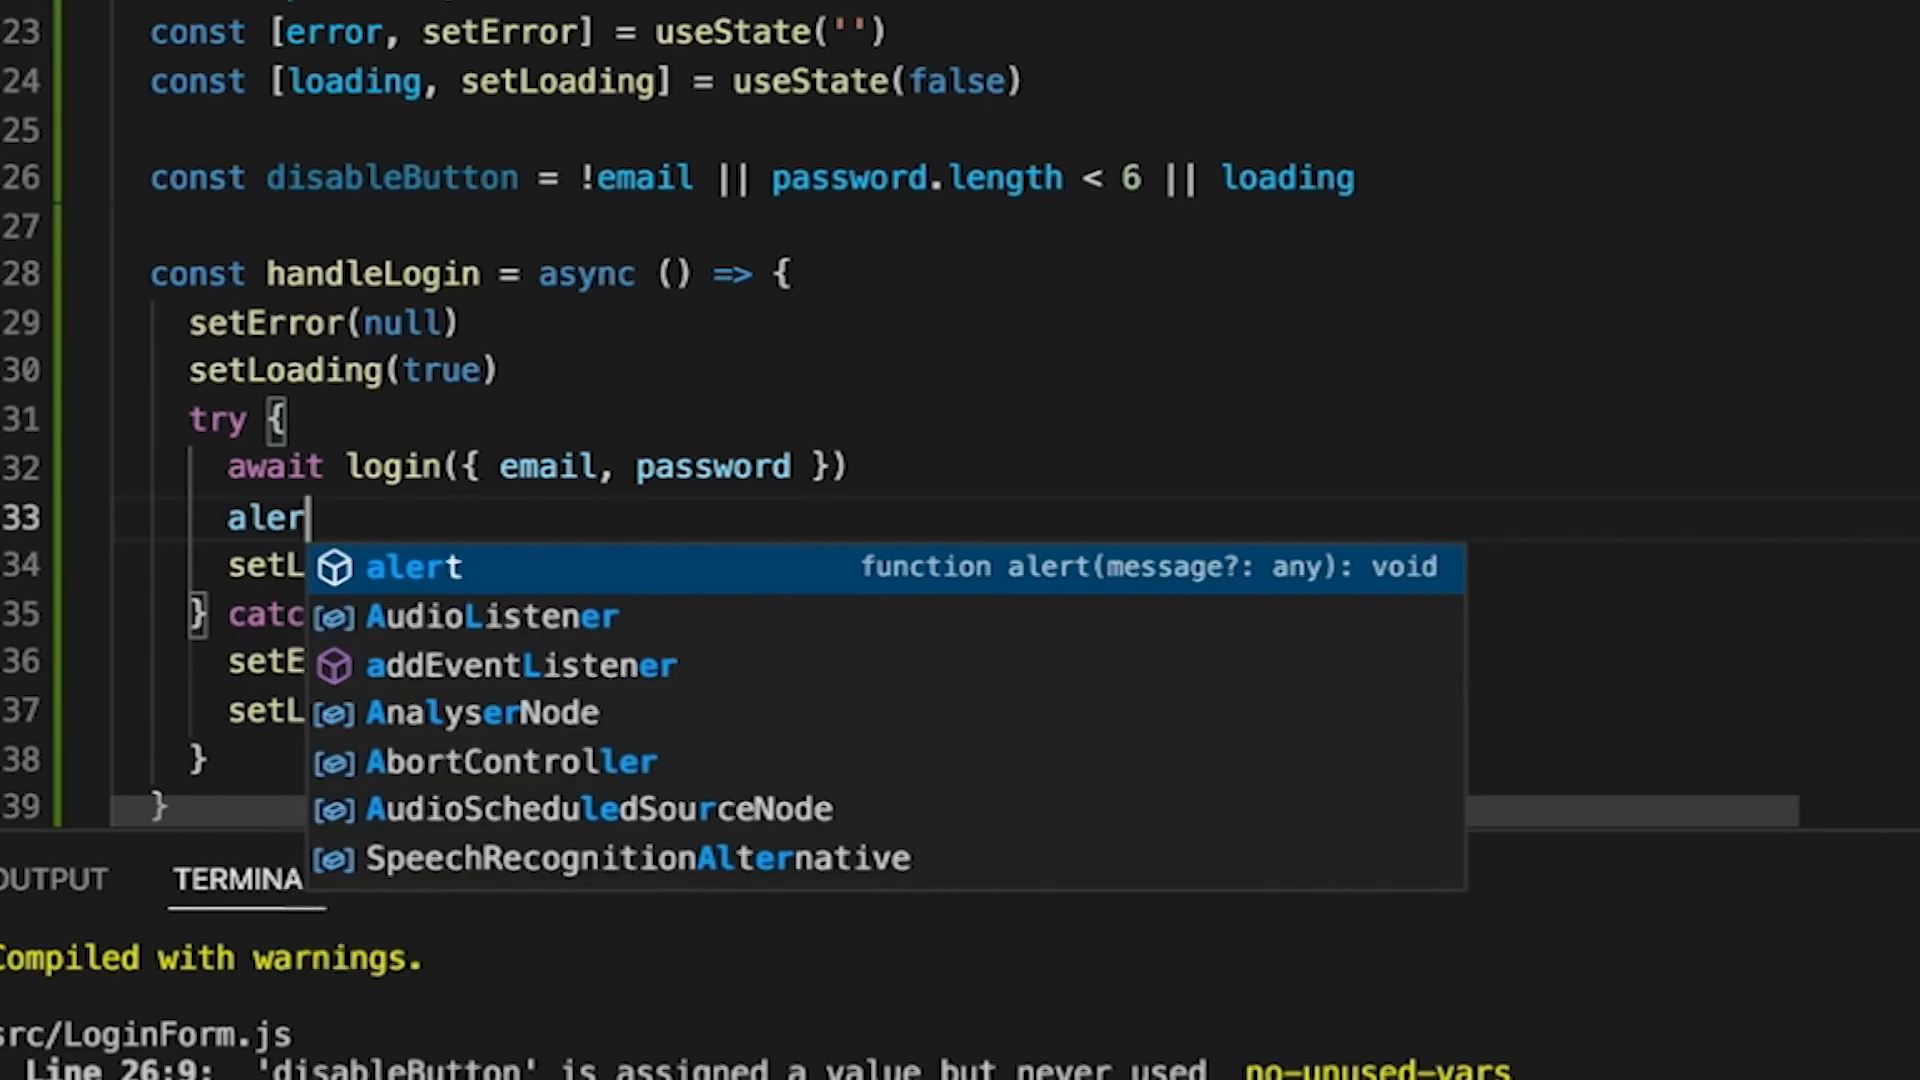 23 const [error, setError] = useState('')
24 const [loading, setLoading] = useState(false)
25
26 const disableButton = !email || password.length < 6 || loading
27
28 const handleLogin = async () => {
29 setError(null)
30 setLoading(true)
31 try {
32 await login({ email, password })
33 aler
34 setL
alert function alert(message?: any): void
AudioListener
35 } catc
36 setE
addEventListener
37 setL
AnalyserNode
38 }
AbortController
39 }
AudioScheduledSourceNode
SpeechRecognitionAlternative
OUTPUT TERMINA
Compiled with warnings.
src/LoginForm.js
Line 26:9: 'disableButton' is assigned a value but never used no-unused-vars